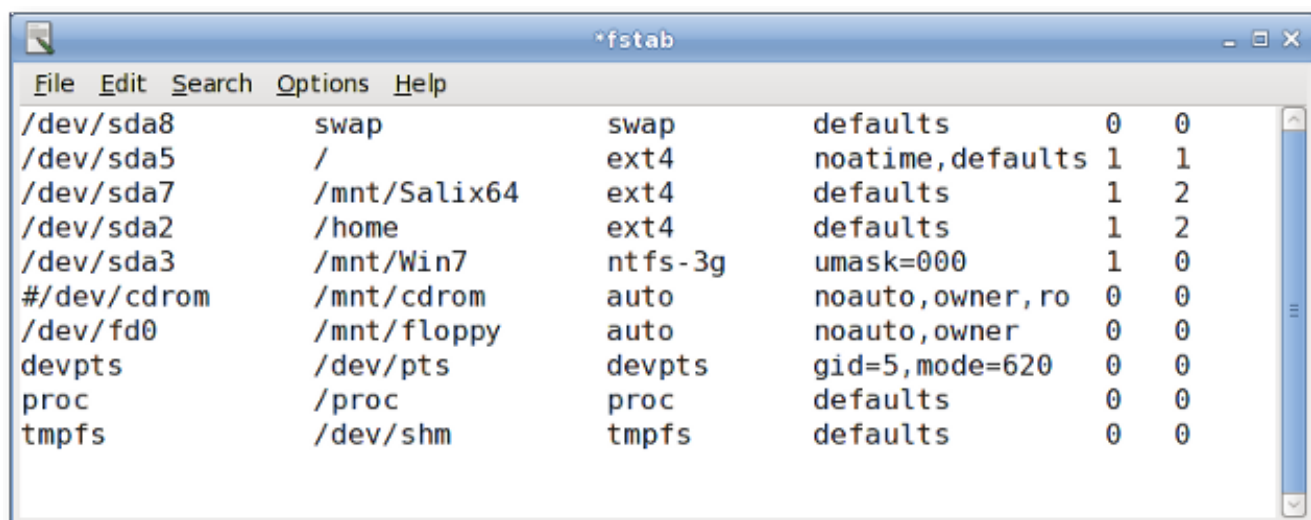 *fstab
File Edit Search Options Help
/dev/sda8 swap swap defaults 0 0
/dev/sda5 / ext4 noatime,defaults 1 1
/dev/sda7 /mnt/Salix64 ext4 defaults 1 2
/dev/sda2 /home ext4 defaults 1 2
/dev/sda3 /mnt/Win7 ntfs-3g umask=000 1 0
#/dev/cdrom /mnt/cdrom auto noauto,owner,ro 0 0
/dev/fd0 /mnt/floppy auto noauto,owner 0 0
devpts /dev/pts devpts gid=5,mode=620 0 0
proc /proc proc defaults 0 0
tmpfs /dev/shm tmpfs defaults 0 0